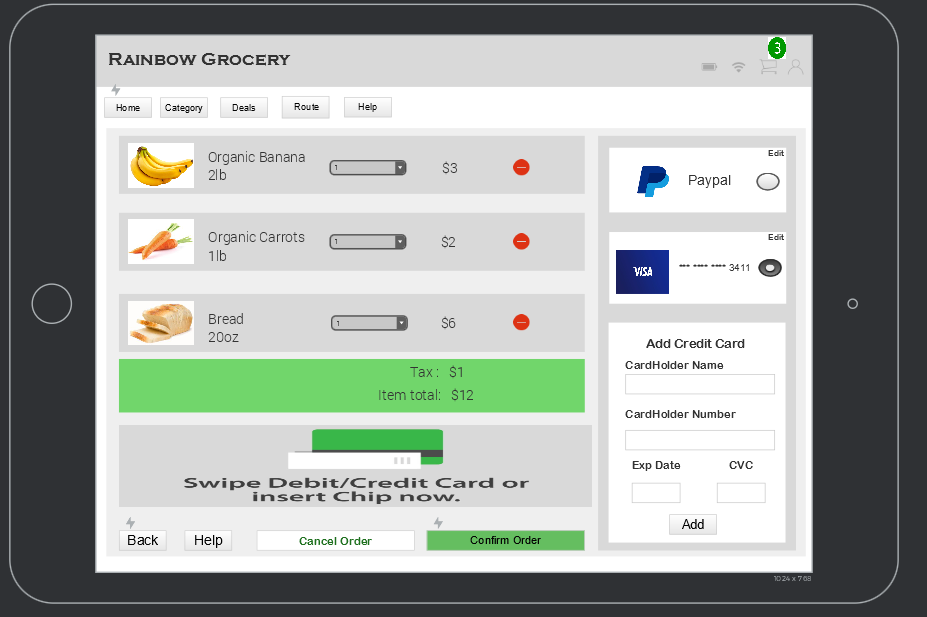 3
RAINBOW GROCERY
Home
Category
Deals
Route
Help
Organic Banana
2lb
1
$3
Organic Carrots
1lb
1
$2
Bread
20oz
1
$6
Tax : $1
Item total: $12
Swipe Debit/Credit Card or
insert Chip now.
Back
Help
Cancel Order
Confirm Order
Edit
Paypal
Edit
VISA
*** **** **** 3411
Add Credit Card
CardHolder Name
CardHolder Number
Exp Date
CVC
Add
1024 x 768